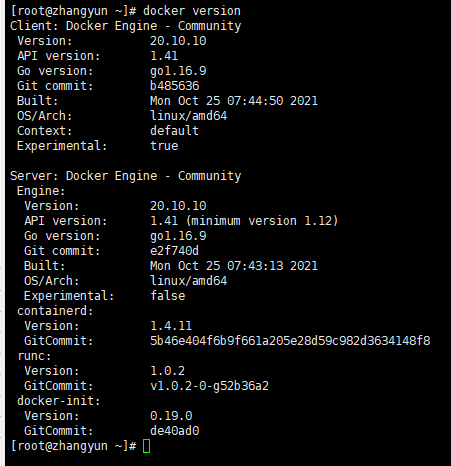 [root@zhangyun ~]# docker version
Client: Docker Engine - Community
 Version:           20.10.10
 API version:       1.41
 Go version:        go1.16.9
 Git commit:        b485636
 Built:             Mon Oct 25 07:44:50 2021
 OS/Arch:           linux/amd64
 Context:           default
 Experimental:      true

Server: Docker Engine - Community
 Engine:
  Version:          20.10.10
  API version:      1.41 (minimum version 1.12)
  Go version:       go1.16.9
  Git commit:       e2f740d
  Built:            Mon Oct 25 07:43:13 2021
  OS/Arch:          linux/amd64
  Experimental:     false
 containerd:
  Version:          1.4.11
  GitCommit:        5b46e404f6b9f661a205e28d59c982d3634148f8
 runc:
  Version:          1.0.2
  GitCommit:        v1.0.2-0-g52b36a2
 docker-init:
  Version:          0.19.0
  GitCommit:        de40ad0
[root@zhangyun ~]#